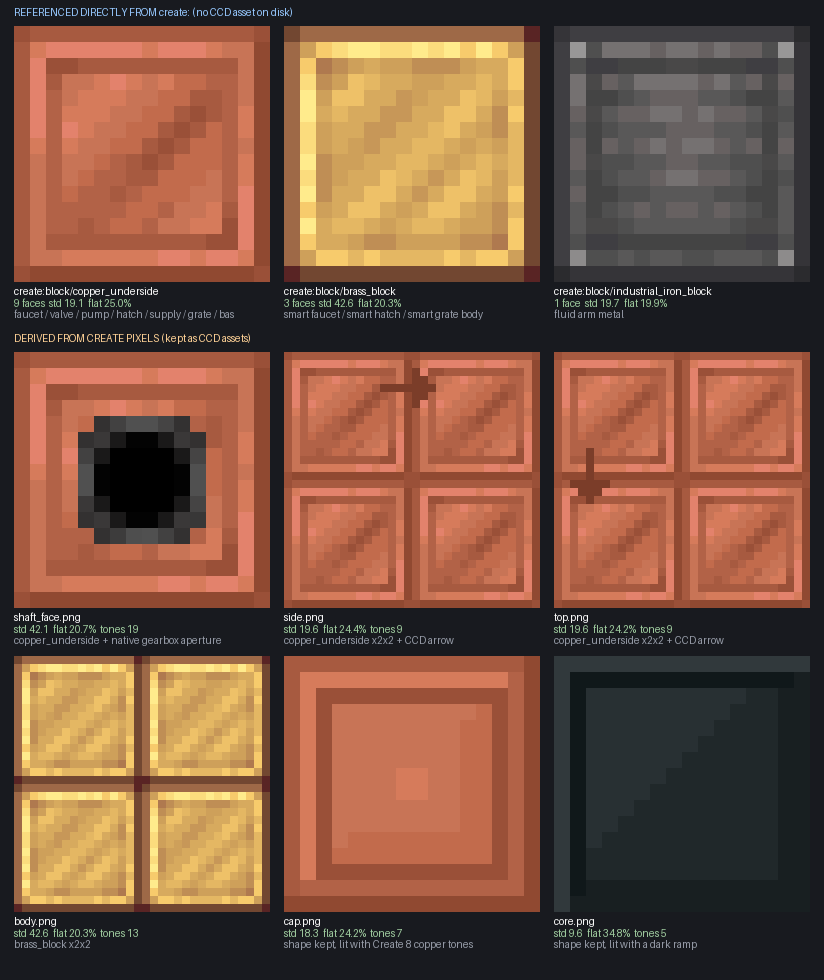 REFERENCED DIRECTLY FROM create: (no CCD asset on disk)
create:block/copper_underside
9 faces std 19.1 flat 25.0%
faucet / valve / pump / hatch / supply / grate / bas
create:block/brass_block
3 faces std 42.6 flat 20.3%
smart faucet / smart hatch / smart grate body
create:block/industrial_iron_block
1 face std 19.7 flat 19.9%
fluid arm metal
DERIVED FROM CREATE PIXELS (kept as CCD assets)
shaft_face.png
std 42.1 flat 20.7% tones 19
copper_underside + native gearbox aperture
side.png
std 19.6 flat 24.4% tones 9
copper_underside x2x2 + CCD arrow
top.png
std 19.6 flat 24.2% tones 9
copper_underside x2x2 + CCD arrow
body.png
std 42.6 flat 20.3% tones 13
brass_block x2x2
cap.png
std 18.3 flat 24.2% tones 7
shape kept, lit with Create 8 copper tones
core.png
std 9.6 flat 34.8% tones 5
shape kept, lit with a dark ramp